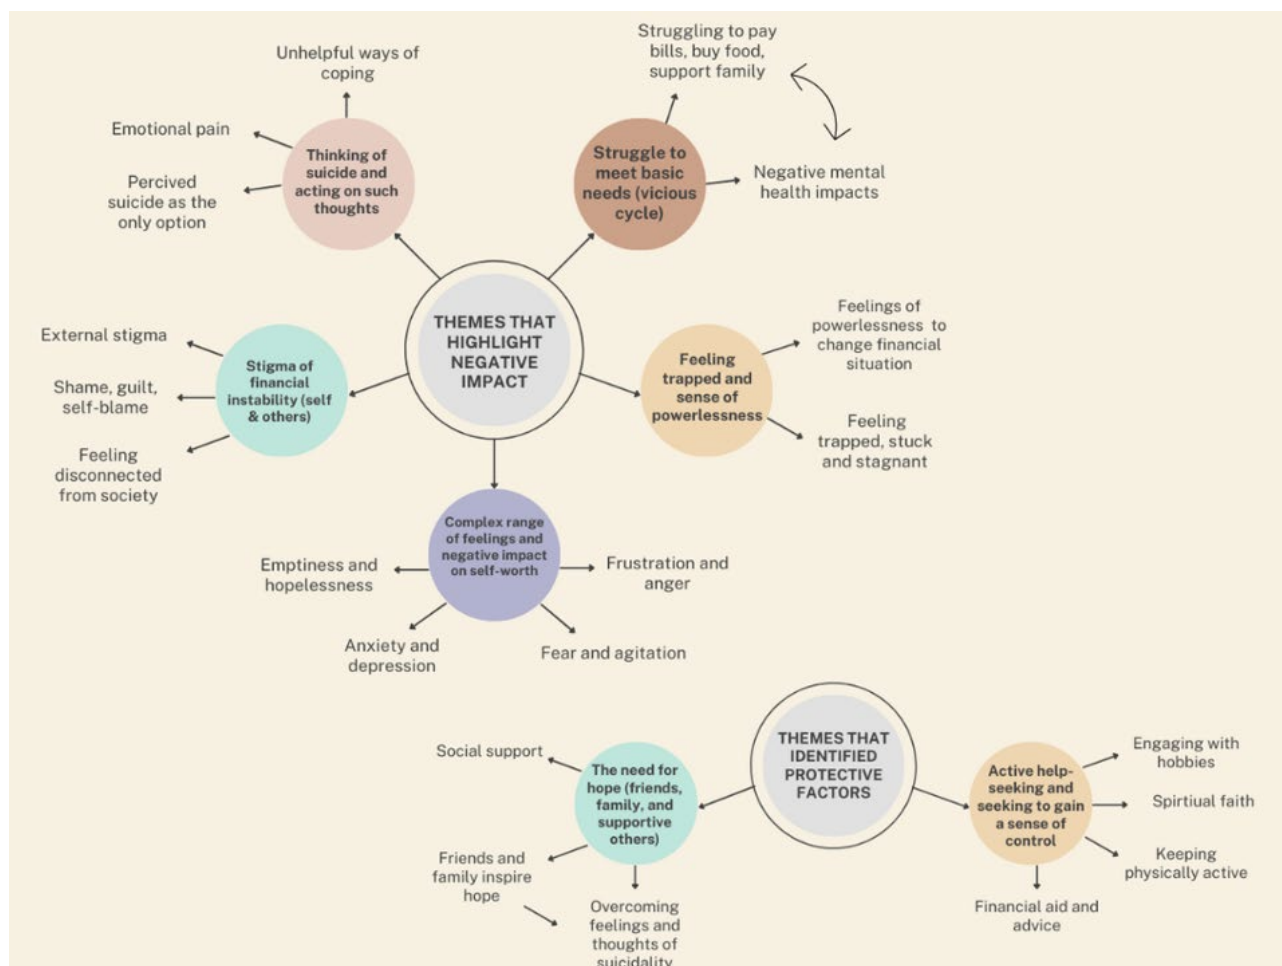 Unhelpful ways of
coping
Emotional pain
Percived
suicide as the
only option
Thinking of
suicide and
acting on such
thoughts
Struggling to pay
bills, buy food,
support family
Struggle to
meet basic
needs (vicious
cycle)
Negative mental
health impacts
THEMES THAT
HIGHLIGHT
NEGATIVE
IMPACT
External stigma
Shame, guilt,
self-blame
Feeling
disconnected
from society
Stigma of
financial
instability (self
& others)
Feeling
trapped and
sense of
powerlessness
Feelings of
powerlessness to
change financial
situation
Feeling
trapped, stuck
and stagnant
Complex range
of feelings and
negative impact
on self-worth
Emptiness and
hopelessness
Anxiety and
depression
Frustration and
anger
Fear and agitation
THEMES THAT
IDENTIFIED
PROTECTIVE
FACTORS
Social support
The need for
hope (friends,
family, and
supportive
others)
Friends and
family inspire
hope
Overcoming
feelings and
thoughts of
suicidality
Active help-
seeking and
seeking to gain
a sense of
control
Engaging with
hobbies
Spirtiual faith
Keeping
physically active
Financial aid and
advice